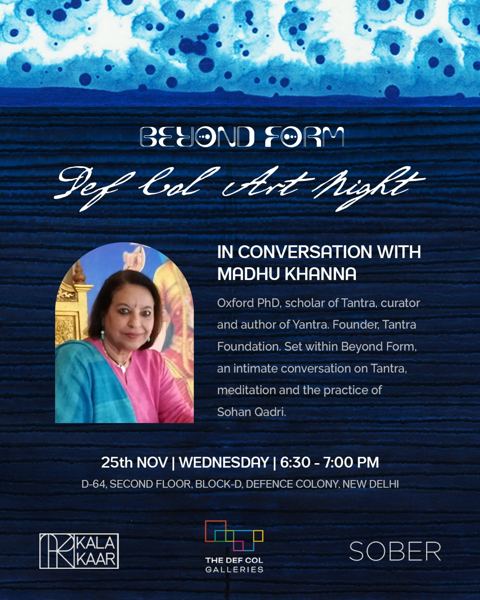 BEYOND FORM
Def Col Art Night
IN CONVERSATION WITH
MADHU KHANNA
Oxford PhD, scholar of Tantra, curator
and author of Yantra. Founder, Tantra
Foundation. Set within Beyond Form,
an intimate conversation on Tantra,
meditation and the practice of
Sohan Qadri.
25th NOV | WEDNESDAY | 6:30 - 7:00 PM
D-64, SECOND FLOOR, BLOCK-D, DEFENCE COLONY, NEW DELHI
KALA
KAAR
THE DEF COL
GALLERIES
SOBER